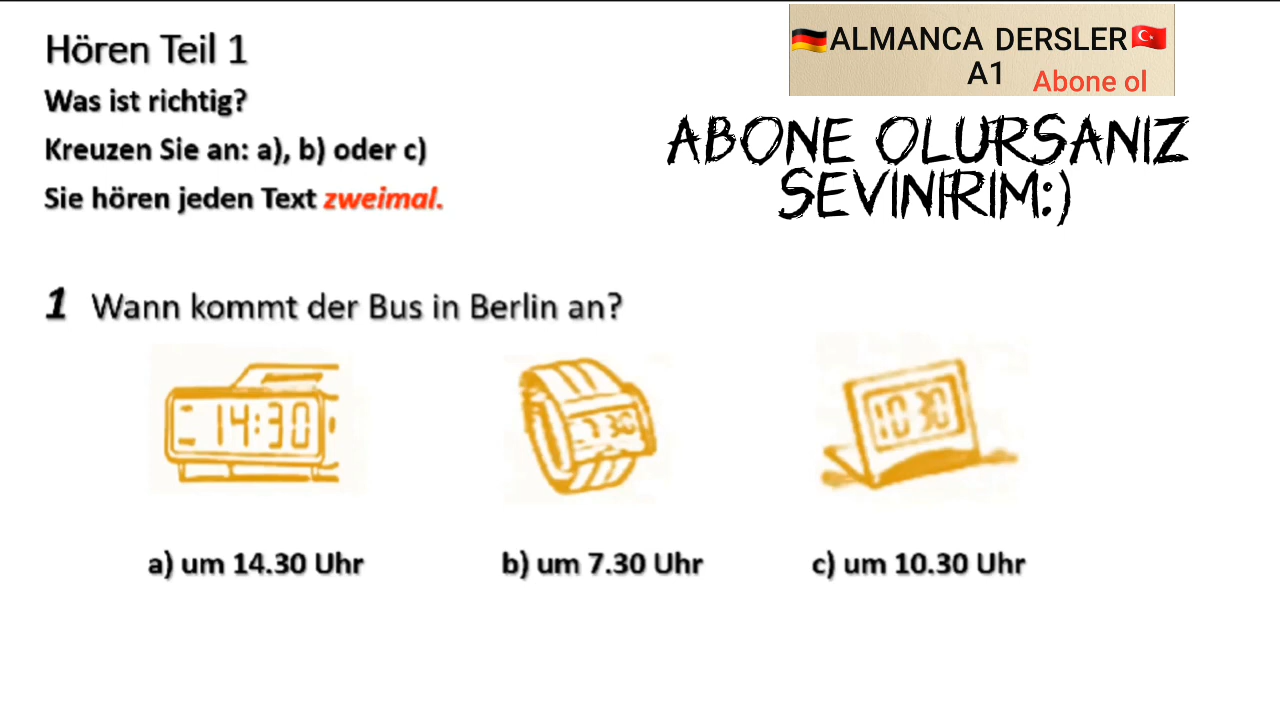 Hören Teil 1
Was ist richtig?
Kreuzen Sie an: a), b) oder c)
Sie hören jeden Text zweimal.
🇩🇪ALMANCA DERSLER🇹🇷
A1 Abone ol
ABONE OLURSANIZ
SEVINIRIM:)
1 Wann kommt der Bus in Berlin an?
14:30
7 30
10 30
a) um 14.30 Uhr
b) um 7.30 Uhr
c) um 10.30 Uhr